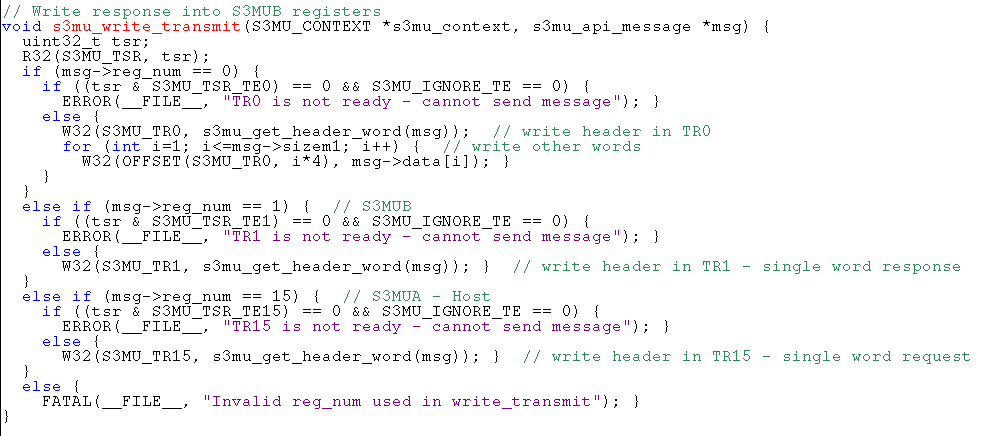 // Write response into S3MUB registers
void s3mu_write_transmit(S3MU_CONTEXT *s3mu_context, s3mu_api_message *msg) {
  uint32_t tsr;
  R32(S3MU_TSR, tsr);
  if (msg->reg_num == 0) {
    if ((tsr & S3MU_TSR_TE0) == 0 && S3MU_IGNORE_TE == 0) {
      ERROR(__FILE__, "TR0 is not ready - cannot send message"); }
    else {
      W32(S3MU_TR0, s3mu_get_header_word(msg));  // write header in TR0
      for (int i=1; i<=msg->sizem1; i++) {  // write other words
        W32(OFFSET(S3MU_TR0, i*4), msg->data[i]); }
    }
  }
  else if (msg->reg_num == 1) {  // S3MUB
    if ((tsr & S3MU_TSR_TE1) == 0 && S3MU_IGNORE_TE == 0) {
      ERROR(__FILE__, "TR1 is not ready - cannot send message"); }
    else {
      W32(S3MU_TR1, s3mu_get_header_word(msg)); }  // write header in TR1 - single word response
  }
  else if (msg->reg_num == 15) {  // S3MUA - Host
    if ((tsr & S3MU_TSR_TE15) == 0 && S3MU_IGNORE_TE == 0) {
      ERROR(__FILE__, "TR15 is not ready - cannot send message"); }
    else {
      W32(S3MU_TR15, s3mu_get_header_word(msg)); }  // write header in TR15 - single word request
  }
  else {
    FATAL(__FILE__, "Invalid reg_num used in write_transmit"); }
}